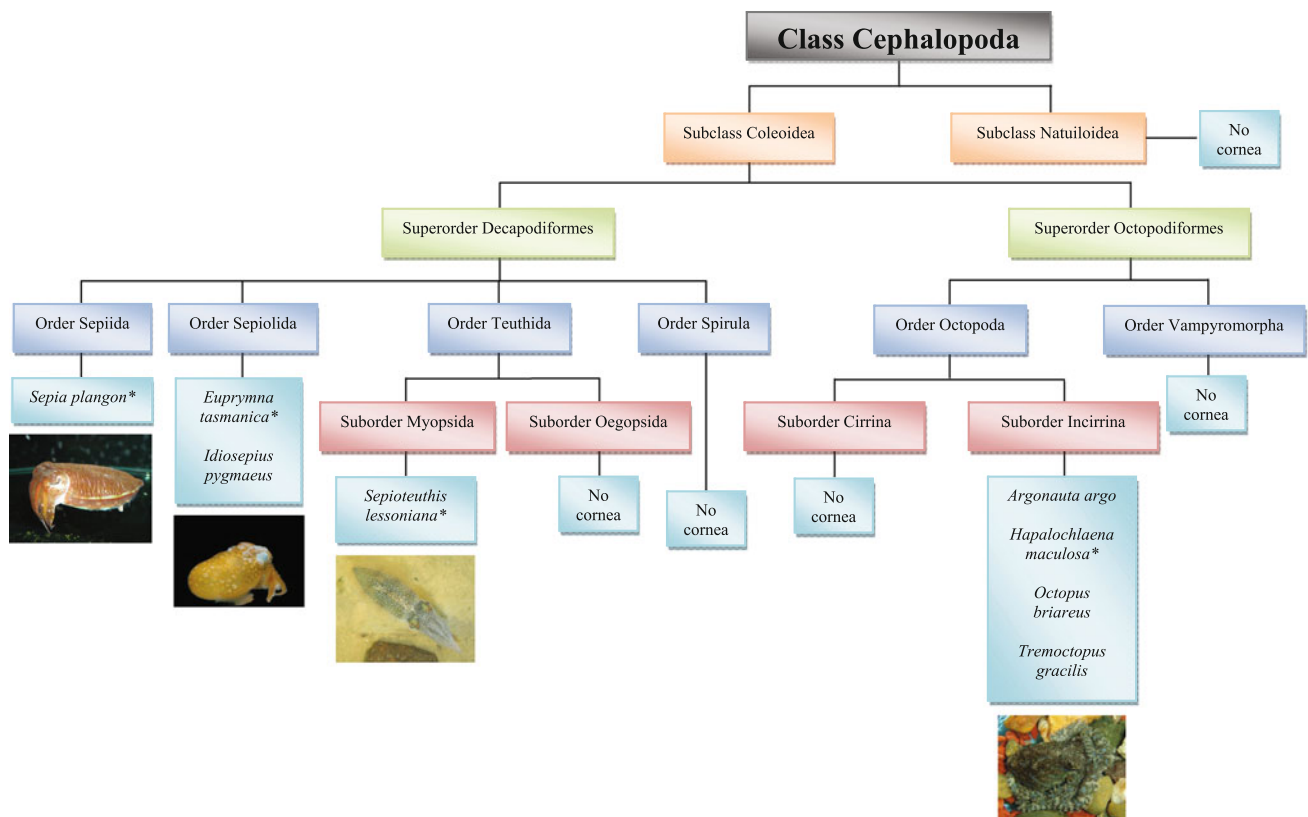 Class Cephalopoda
Subclass Coleoidea
Subclass Natuiloidea
No
cornea
Superorder Decapodiformes
Superorder Octopodiformes
Order Sepiida
Order Sepiolida
Order Teuthida
Order Spirula
Order Octopoda
Order Vampyromorpha
Sepia plangon*
Euprymna
tasmanica*
Idiosepius
pygmaeus
Suborder Myopsida
Suborder Oegopsida
Suborder Cirrina
Suborder Incirrina
No
cornea
Sepioteuthis
lessoniana*
No
cornea
No
cornea
No
cornea
Argonauta argo
Hapalochlaena
maculosa*
Octopus
briareus
Tremoctopus
gracilis